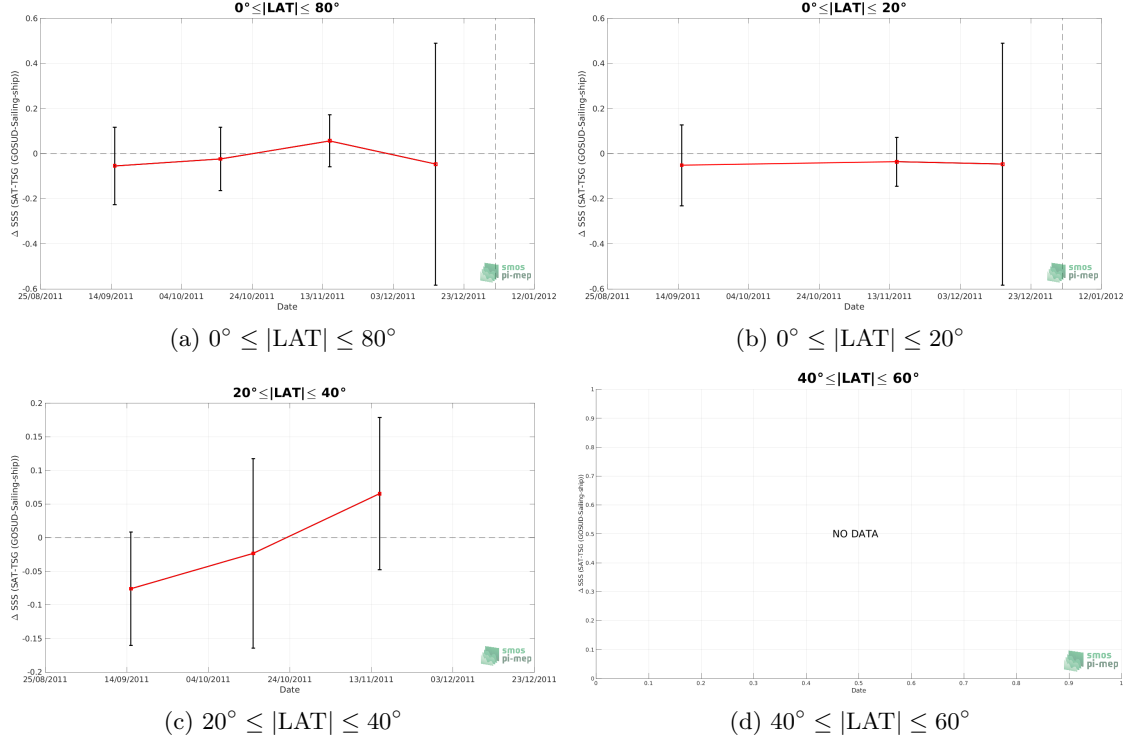 0°≤|LAT|≤ 80°
0.6
0.4
0.2
0
-0.2
-0.4
-0.6
Δ SSS (SAT-TSG (GOSUD-Sailing-ship))
25/08/2011 14/09/2011 04/10/2011 24/10/2011 13/11/2011 03/12/2011 23/12/2011 12/01/2012
Date
smos
pi-mep
(a) 0° ≤ |LAT| ≤ 80°
0°≤|LAT|≤ 20°
0.6
0.4
0.2
0
-0.2
-0.4
-0.6
Δ SSS (SAT-TSG (GOSUD-Sailing-ship))
25/08/2011 14/09/2011 04/10/2011 24/10/2011 13/11/2011 03/12/2011 23/12/2011 12/01/2012
Date
smos
pi-mep
(b) 0° ≤ |LAT| ≤ 20°
20°≤|LAT|≤ 40°
0.2
0.15
0.1
0.05
0
-0.05
-0.1
-0.15
-0.2
Δ SSS (SAT-TSG (GOSUD-Sailing-ship))
25/08/2011 14/09/2011 04/10/2011 24/10/2011 13/11/2011 03/12/2011 23/12/2011
Date
smos
pi-mep
(c) 20° ≤ |LAT| ≤ 40°
40°≤|LAT|≤ 60°
1
0.9
0.8
0.7
0.6
0.5
0.4
0.3
0.2
0.1
0
Δ SSS (SAT-TSG (GOSUD-Sailing-ship))
NO DATA
0 0.1 0.2 0.3 0.4 0.5 0.6 0.7 0.8 0.9 1
Date
smos
pi-mep
(d) 40° ≤ |LAT| ≤ 60°